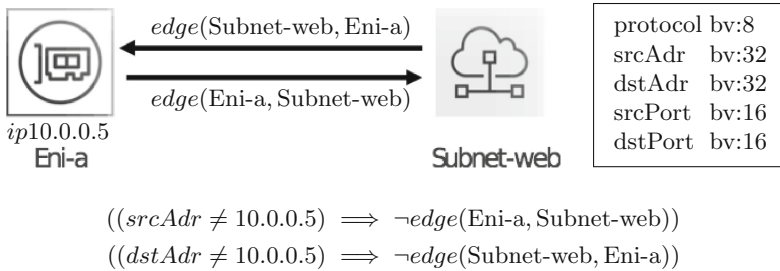 edge(Subnet-web, Eni-a)
edge(Eni-a, Subnet-web)
ip10.0.0.5
Eni-a
Subnet-web
protocol bv:8
srcAdr bv:32
dstAdr bv:32
srcPort bv:16
dstPort bv:16
((srcAdr ≠ 10.0.0.5) ⟹ ¬edge(Eni-a, Subnet-web))
((dstAdr ≠ 10.0.0.5) ⟹ ¬edge(Subnet-web, Eni-a))